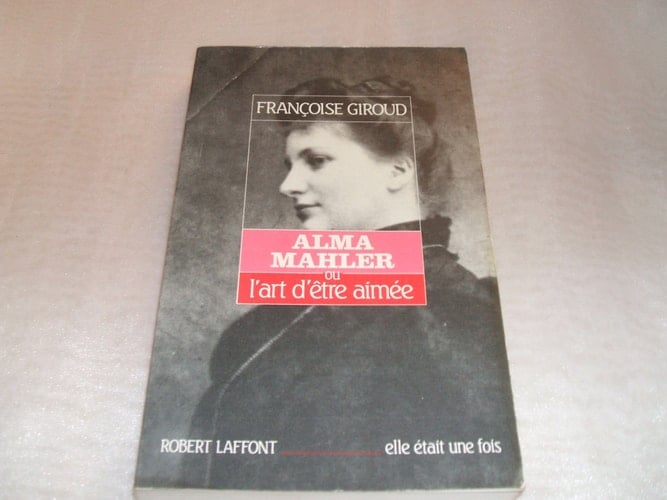 FRANÇOISE GIROUD
ALMA
MAHLER
ou
l'art d'être aimée
ROBERT LAFFONT ........................ elle était une fois